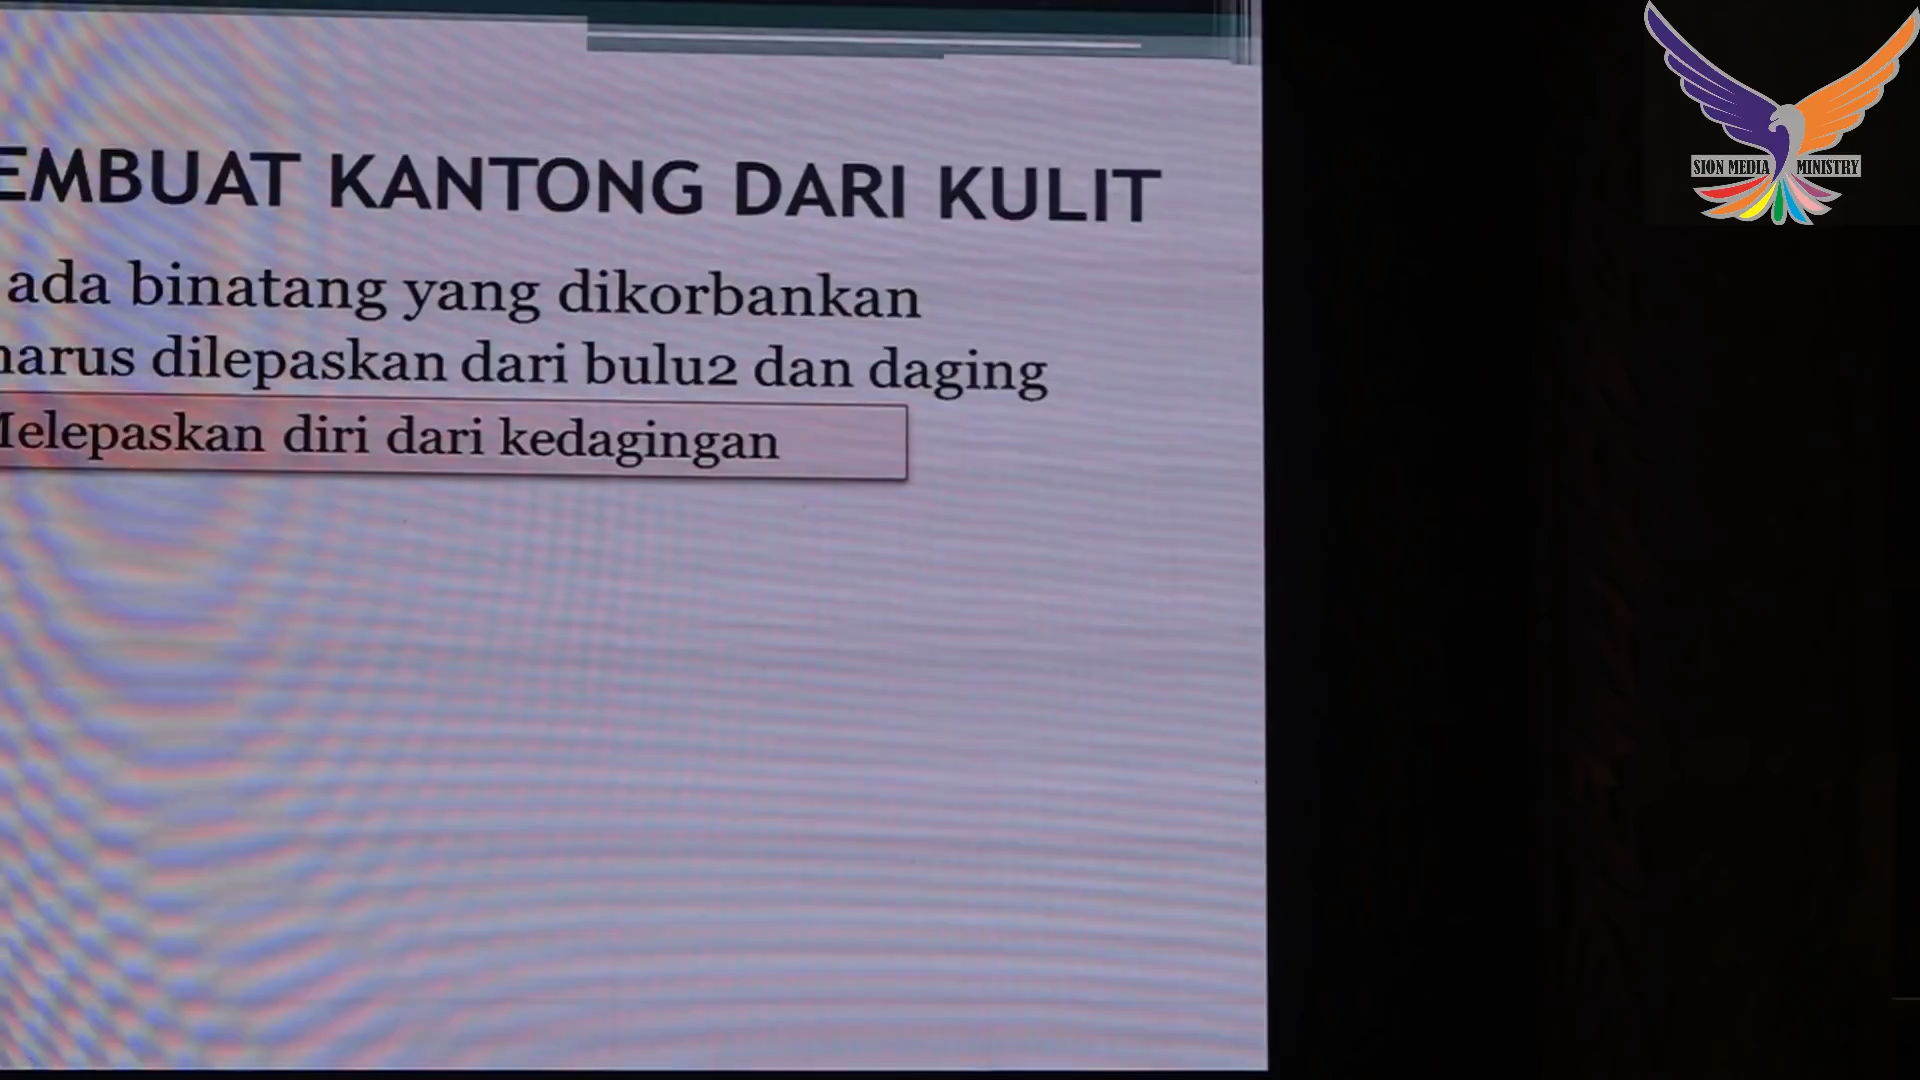 EMBUAT KANTONG DARI KULIT
ada binatang yang dikorbankan
harus dilepaskan dari bulu2 dan daging
Melepaskan diri dari kedagingan
SION MEDIA MINISTRY